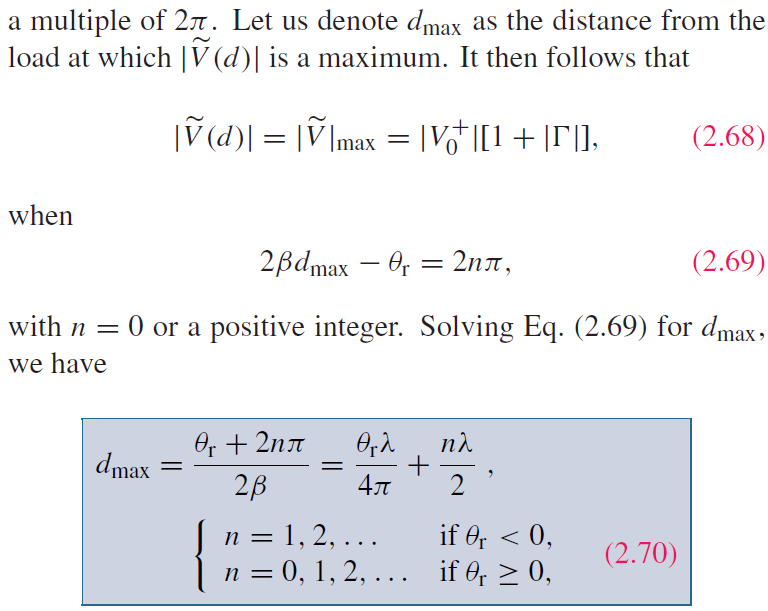 a multiple of 2π. Let us denote d_max as the distance from the
load at which |Ṽ(d)| is a maximum. It then follows that
|Ṽ(d)| = |Ṽ|_max = |V₀⁺|[1 + |Γ|], (2.68)
when
2βd_max − θ_r = 2nπ, (2.69)
with n = 0 or a positive integer. Solving Eq. (2.69) for d_max,
we have
d_max = (θ_r + 2nπ)/(2β) = (θ_rλ)/(4π) + (nλ)/2 ,
{ n = 1, 2, ... if θ_r < 0,
n = 0, 1, 2, ... if θ_r ≥ 0, (2.70)